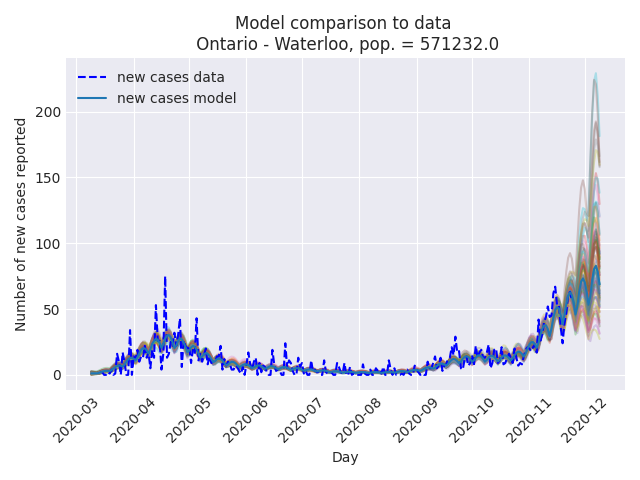 Model comparison to data
Ontario - Waterloo, pop. = 571232.0
new cases data
new cases model
Number of new cases reported
200
150
100
50
0
2020-03
2020-04
2020-05
2020-06
2020-07
2020-08
2020-09
2020-10
2020-11
2020-12
Day